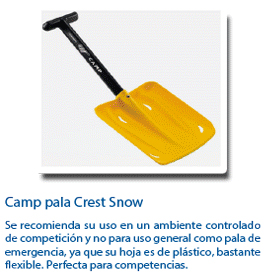 CAMP
Camp pala Crest Snow
Se recomienda su uso en un ambiente controlado
de competición y no para uso general como pala de
emergencia, ya que su hoja es de plástico, bastante
flexible. Perfecta para competencias.